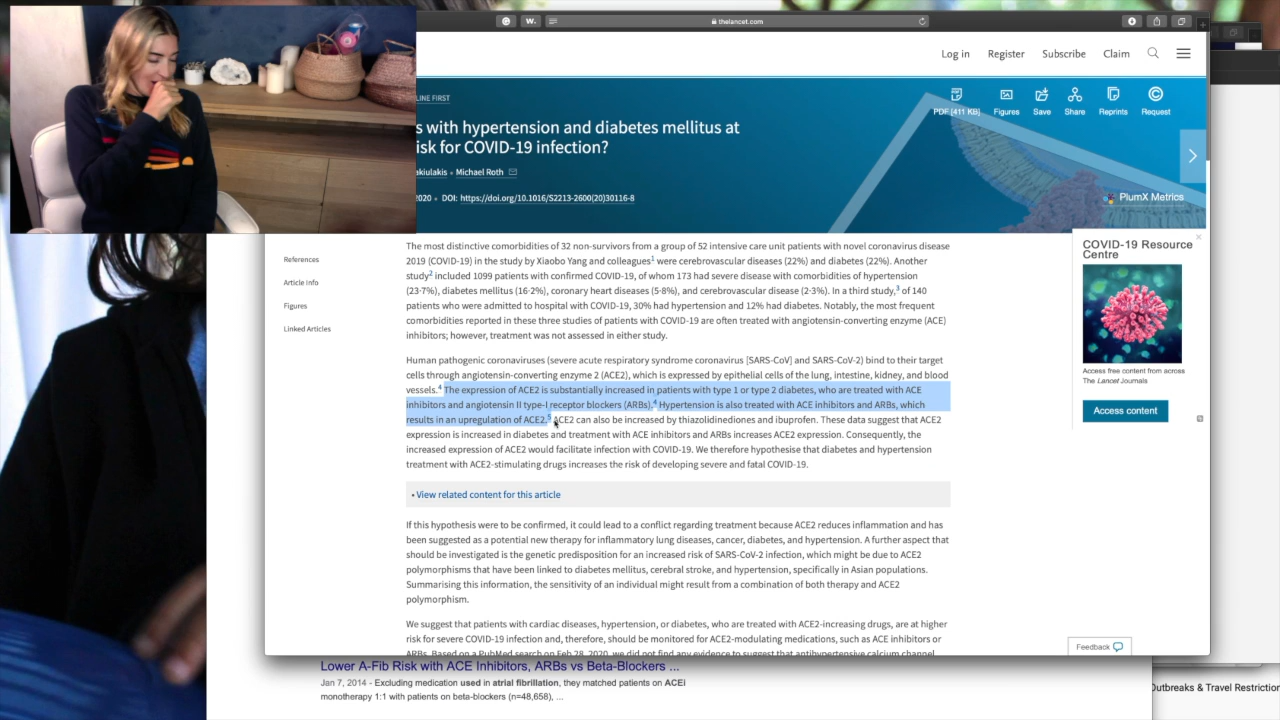 W.
thelancet.com
Log in Register Subscribe Claim
LINE FIRST
PDF [411 KB] Figures Save Share Reprints Request
s with hypertension and diabetes mellitus at
isk for COVID-19 infection?
akiulakis • Michael Roth
2020 • DOI: https://doi.org/10.1016/S2213-2600(20)30116-8
PlumX Metrics
References
Article Info
Figures
Linked Articles
The most distinctive comorbidities of 32 non-survivors from a group of 52 intensive care unit patients with novel coronavirus disease
2019 (COVID-19) in the study by Xiaobo Yang and colleagues1 were cerebrovascular diseases (22%) and diabetes (22%). Another
study2 included 1099 patients with confirmed COVID-19, of whom 173 had severe disease with comorbidities of hypertension
(23·7%), diabetes mellitus (16·2%), coronary heart diseases (5·8%), and cerebrovascular disease (2·3%). In a third study,3 of 140
patients who were admitted to hospital with COVID-19, 30% had hypertension and 12% had diabetes. Notably, the most frequent
comorbidities reported in these three studies of patients with COVID-19 are often treated with angiotensin-converting enzyme (ACE)
inhibitors; however, treatment was not assessed in either study.
Human pathogenic coronaviruses (severe acute respiratory syndrome coronavirus [SARS-CoV] and SARS-CoV-2) bind to their target
cells through angiotensin-converting enzyme 2 (ACE2), which is expressed by epithelial cells of the lung, intestine, kidney, and blood
vessels.4 The expression of ACE2 is substantially increased in patients with type 1 or type 2 diabetes, who are treated with ACE
inhibitors and angiotensin II type-I receptor blockers (ARBs).4 Hypertension is also treated with ACE inhibitors and ARBs, which
results in an upregulation of ACE2.5 ACE2 can also be increased by thiazolidinediones and ibuprofen. These data suggest that ACE2
expression is increased in diabetes and treatment with ACE inhibitors and ARBs increases ACE2 expression. Consequently, the
increased expression of ACE2 would facilitate infection with COVID-19. We therefore hypothesise that diabetes and hypertension
treatment with ACE2-stimulating drugs increases the risk of developing severe and fatal COVID-19.
• View related content for this article
If this hypothesis were to be confirmed, it could lead to a conflict regarding treatment because ACE2 reduces inflammation and has
been suggested as a potential new therapy for inflammatory lung diseases, cancer, diabetes, and hypertension. A further aspect that
should be investigated is the genetic predisposition for an increased risk of SARS-CoV-2 infection, which might be due to ACE2
polymorphisms that have been linked to diabetes mellitus, cerebral stroke, and hypertension, specifically in Asian populations.
Summarising this information, the sensitivity of an individual might result from a combination of both therapy and ACE2
polymorphism.
We suggest that patients with cardiac diseases, hypertension, or diabetes, who are treated with ACE2-increasing drugs, are at higher
risk for severe COVID-19 infection and, therefore, should be monitored for ACE2-modulating medications, such as ACE inhibitors or
ARBs. Based on a PubMed search on Feb 28, 2020, we did not find any evidence to suggest that antihypertensive calcium channel
COVID-19 Resource
Centre
Access free content from across
The Lancet Journals
Access content
Feedback
Lower A-Fib Risk with ACE Inhibitors, ARBs vs Beta-Blockers ...
Jan 7, 2014 - Excluding medication used in atrial fibrillation, they matched patients on ACEi
monotherapy 1:1 with patients on beta-blockers (n=48,658), ...
Outbreaks & Travel Restriction